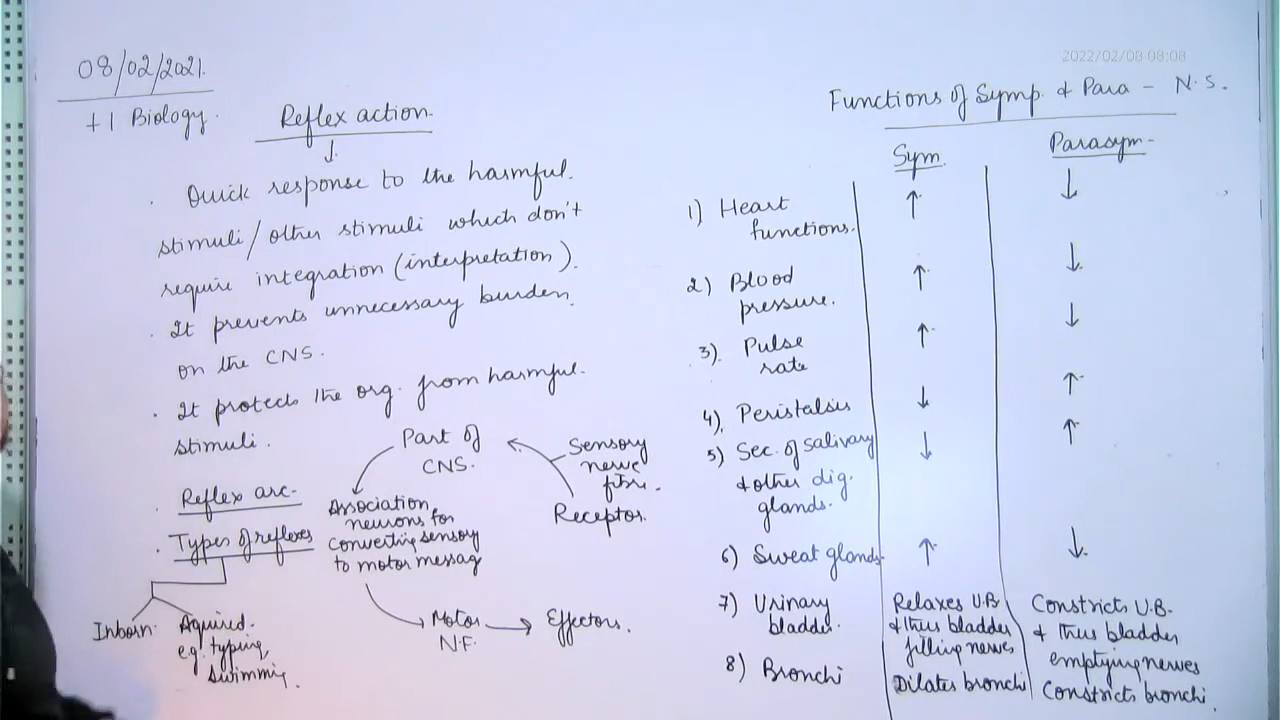 2022/02/08 08:08
08/02/2021.
+1 Biology.
Reflex action.
↓
. Quick response to the harmful.
stimuli/other stimuli which don't
require integration (interpretation).
. It prevents unnecessary burden.
on the CNS.
. It protects the org. from harmful.
stimuli.
. Reflex arc-
Receptor.
Sensory
nerve
fibre.
Part of
CNS.
Association
neurons for
converting sensory
to motor messag
Motor → Effectors.
N.F.
. Types of reflexes
Inborn.
Aquired.
e.g. typing,
swimming.
Functions of Symp. & Para - N.S.
Sym. Parasym-
1) Heart ↑ ↓
functions.
2) Blood ↑ ↓
pressure.
3). Pulse ↑ ↓
rate
4). Peristalsis ↓ ↑
5) Sec. of salivary ↓ ↑
& other dig.
glands.
6) Sweat glands ↑ ↓
7) Urinary Relaxes U.B Constricts U.B-
bladder. & thus bladder & thus bladder
filling nerves emptying nerves
8) Bronchi Dilates bronchi Constricts bronchi.